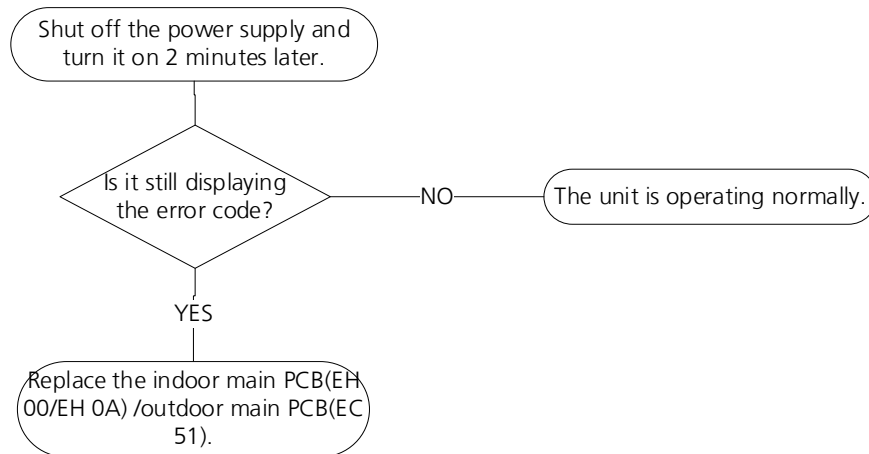 Shut off the power supply and
turn it on 2 minutes later.
Is it still displaying
the error code?
NO
The unit is operating normally.
YES
Replace the indoor main PCB(EH
00/EH 0A) /outdoor main PCB(EC
51).